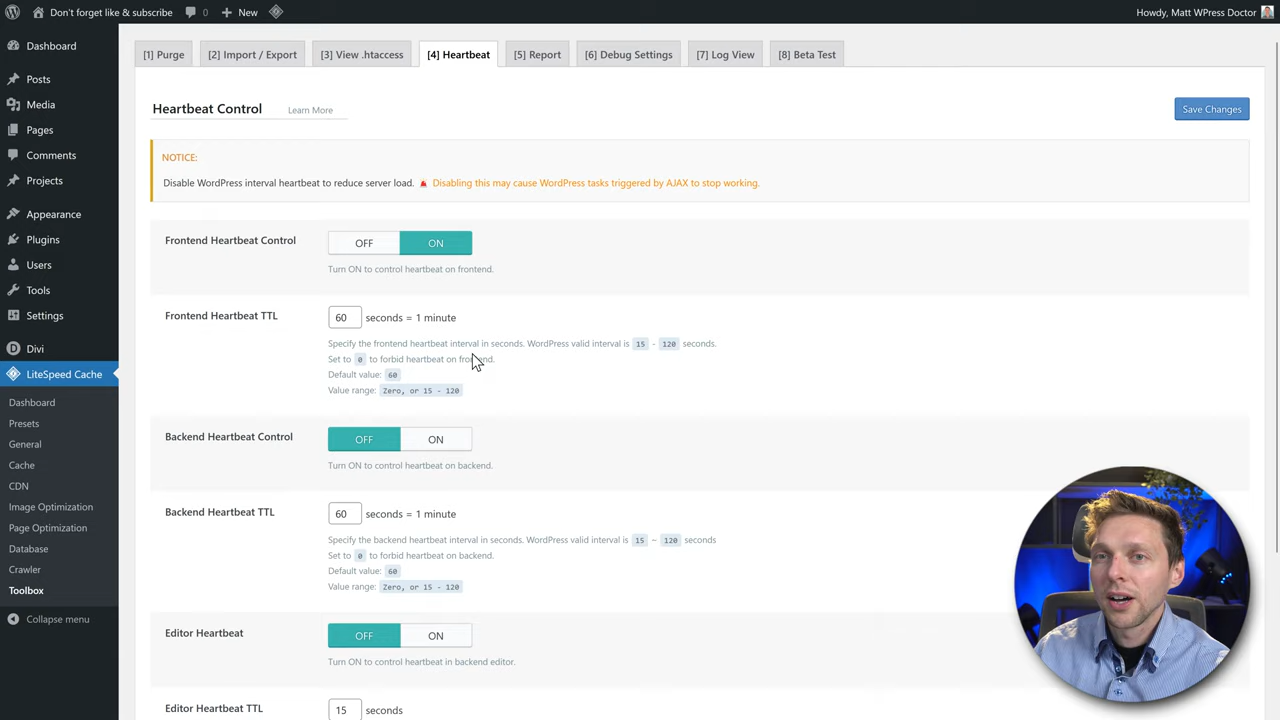 Don't forget like & subscribe
0
New
Howdy, Matt WPress Doctor
Dashboard
Posts
Media
Pages
Comments
Projects
Appearance
Plugins
Users
Tools
Settings
Divi
LiteSpeed Cache
Dashboard
Presets
General
Cache
CDN
Image Optimization
Page Optimization
Database
Crawler
Toolbox
Collapse menu
[1] Purge
[2] Import / Export
[3] View .htaccess
[4] Heartbeat
[5] Report
[6] Debug Settings
[7] Log View
[8] Beta Test
Heartbeat Control
Learn More
Save Changes
NOTICE:
Disable WordPress interval heartbeat to reduce server load. Disabling this may cause WordPress tasks triggered by AJAX to stop working.
Frontend Heartbeat Control
OFF
ON
Turn ON to control heartbeat on frontend.
Frontend Heartbeat TTL
60 seconds = 1 minute
Specify the frontend heartbeat interval in seconds. WordPress valid interval is 15 - 120 seconds.
Set to 0 to forbid heartbeat on frontend.
Default value: 60
Value range: Zero, or 15 - 120
Backend Heartbeat Control
OFF
ON
Turn ON to control heartbeat on backend.
Backend Heartbeat TTL
60 seconds = 1 minute
Specify the backend heartbeat interval in seconds. WordPress valid interval is 15 ~ 120 seconds
Set to 0 to forbid heartbeat on backend.
Default value: 60
Value range: Zero, or 15 - 120
Editor Heartbeat
OFF
ON
Turn ON to control heartbeat in backend editor.
Editor Heartbeat TTL
15 seconds